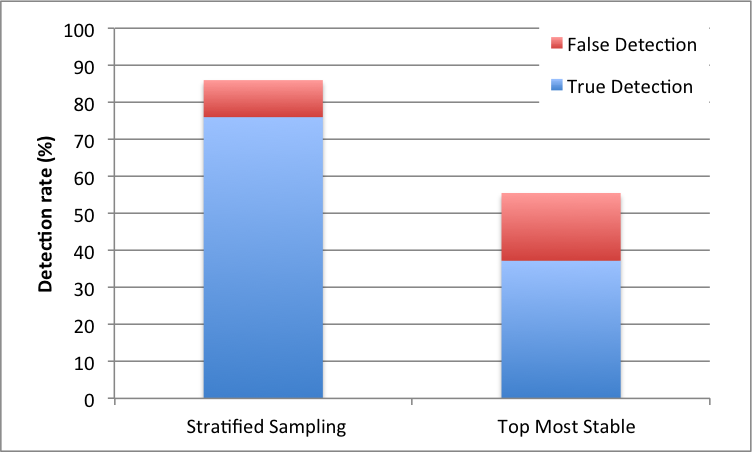 False Detection
True Detection
Detection rate (%)
100
90
80
70
60
50
40
30
20
10
0
Stratified Sampling
Top Most Stable